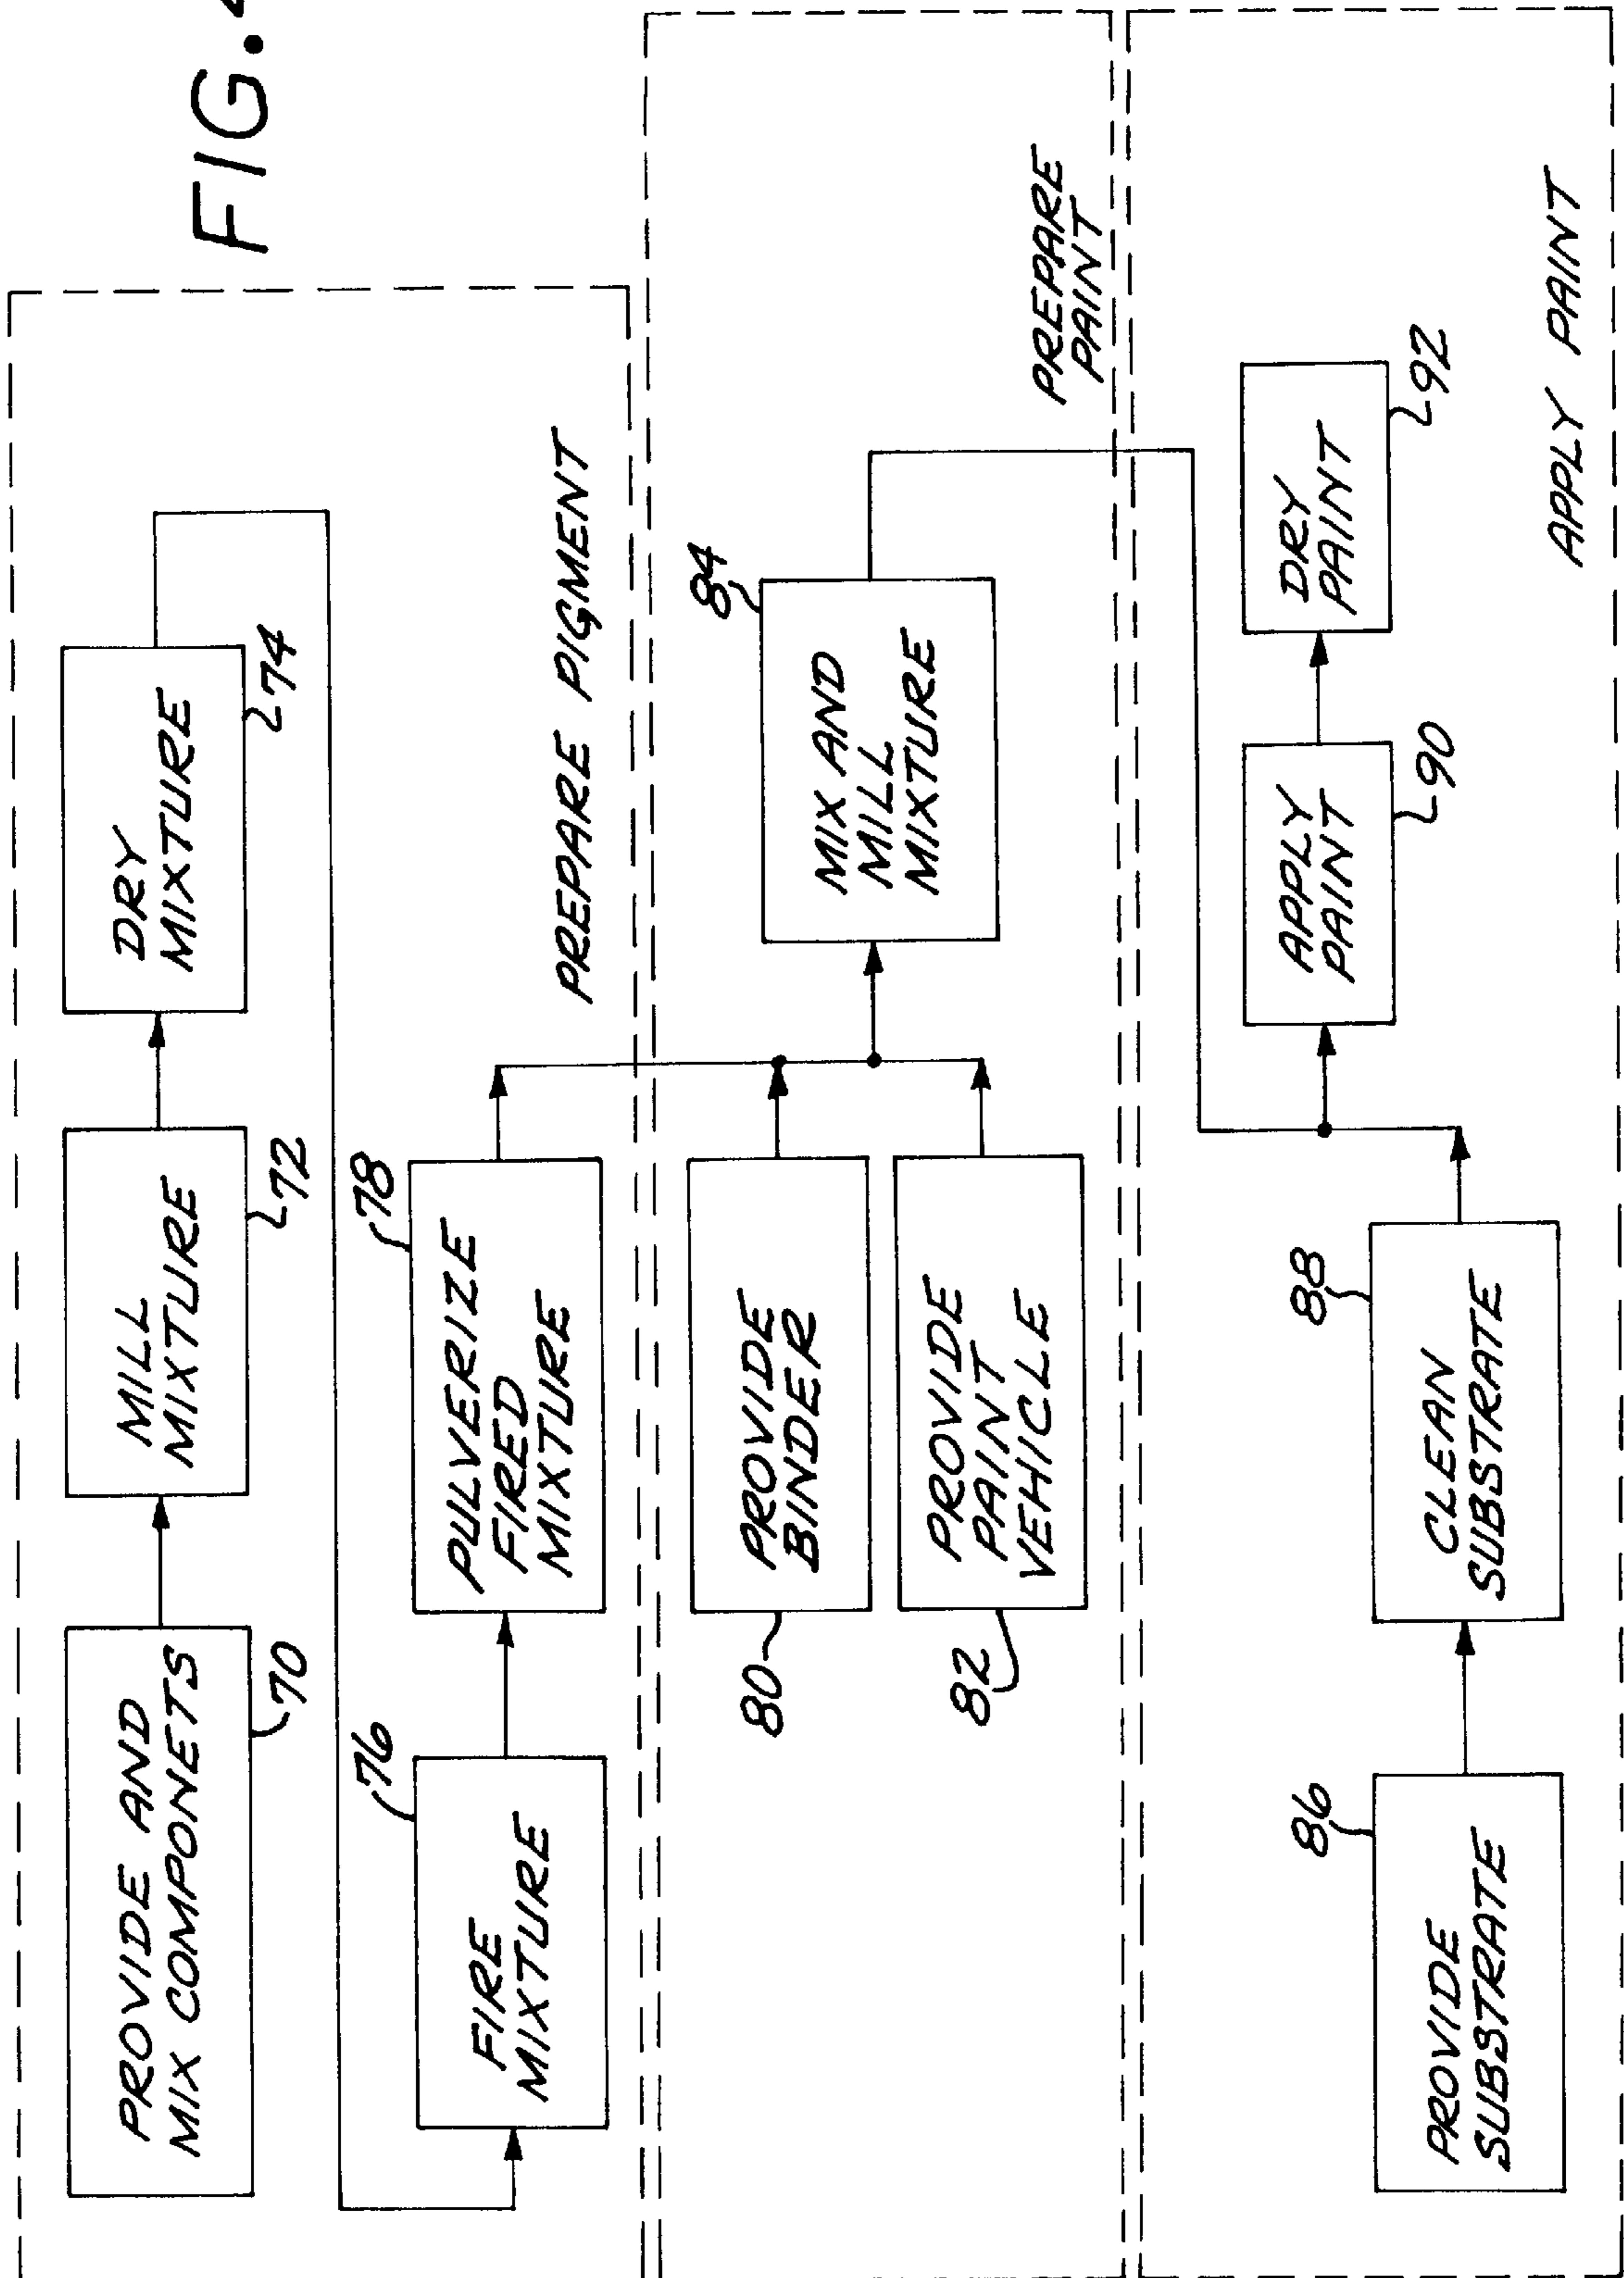 FIG. 4
PROVIDE AND
MIX COMPONETS
70
MILL
MIXTURE
72
DRY
MIXTURE
74
76
FIRE
MIXTURE
78
PULVERIZE
FIRED
MIXTURE
PREPARE PIGMENT
80
PROVIDE
BINDER
82
PROVIDE
PAINT
VEHICLE
84
MIX AND
MILL
MIXTURE
PREPARE
PAINT
86
PROVIDE
SUBSTRATE
88
CLEAN
SUBSTRATE
APPLY
PAINT
90
DRY
PAINT
92
APPLY PAINT